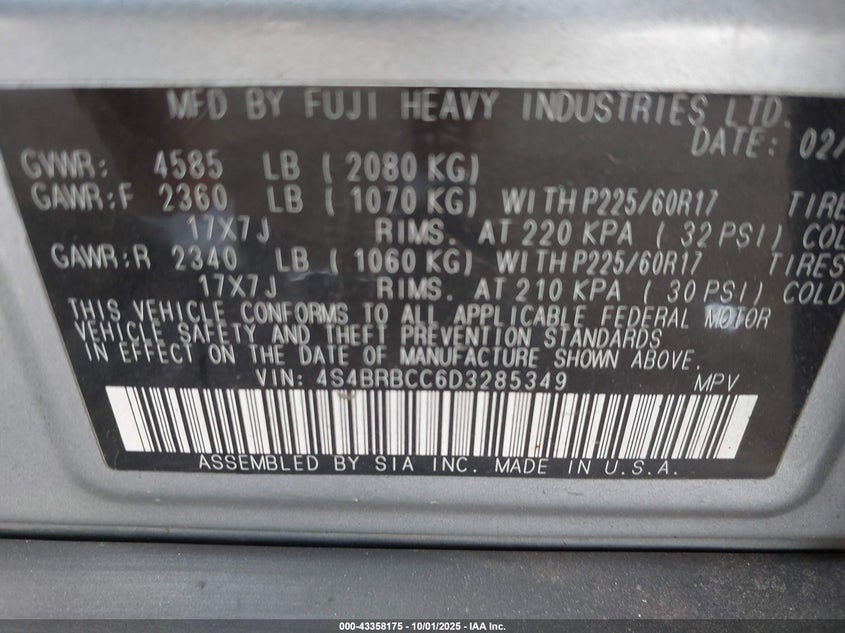 MFD BY FUJI HEAVY INDUSTRIES LTD.
DATE: 02/
GVWR: 4585 LB ( 2080 KG)
GAWR:F 2360 LB ( 1070 KG) WITH P225/60R17 TIRE
17X7J RIMS. AT 220 KPA ( 32 PSI) COL
GAWR:R 2340 LB ( 1060 KG) WITH P225/60R17 TIRES
17X7J RIMS. AT 210 KPA ( 30 PSI) COLD
THIS VEHICLE CONFORMS TO ALL APPLICABLE FEDERAL MOTOR
VEHICLE SAFETY AND THEFT PREVENTION STANDARDS
IN EFFECT ON THE DATE OF MANUFACTURE SHOWN ABOVE.
VIN: 4S4BRBCC6D3285349 MPV
ASSEMBLED BY SIA INC. MADE IN U.S.A.
000-43358175 - 10/01/2025 - IAA Inc.